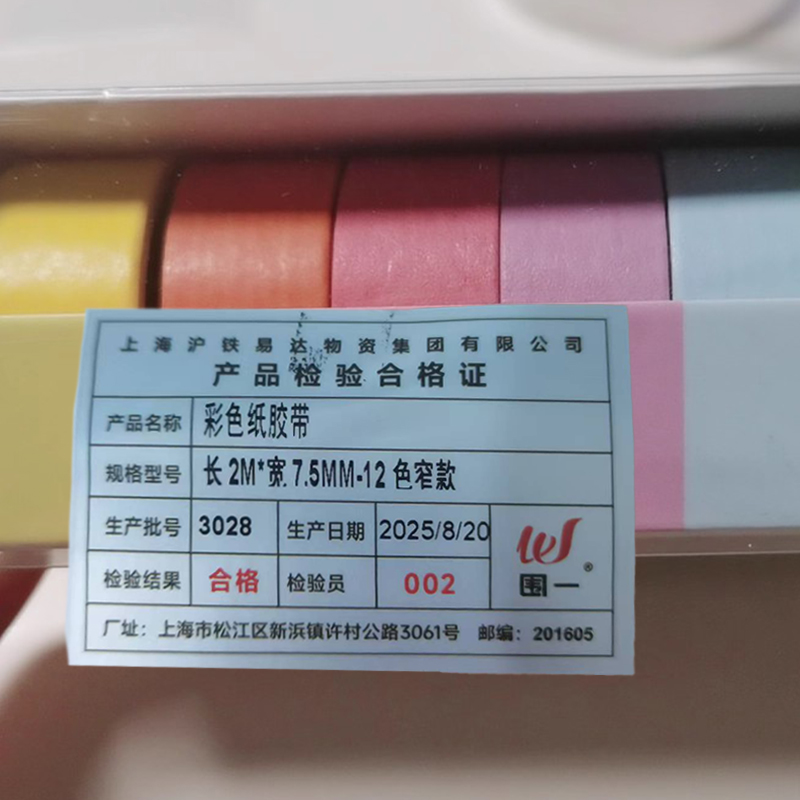 上海沪铁易达物资集团有限公司
产品检验合格证
产品名称 彩色纸胶带
规格型号 长2M*宽7.5MM-12色窄款
生产批号 3028 生产日期 2025/8/20
检验结果 合格 检验员 002
围一®
厂址：上海市松江区新浜镇许村公路3061号 邮编：201605